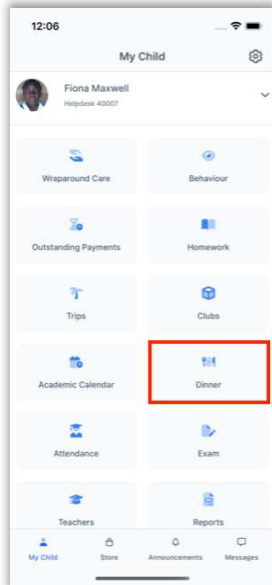 12:06
My Child
Fiona Maxwell
Helpdesk 40007
Wraparound Care
Behaviour
Outstanding Payments
Homework
Trips
Clubs
Academic Calendar
Dinner
Attendance
Exam
Teachers
Reports
My Child
Store
Announcements
Messages